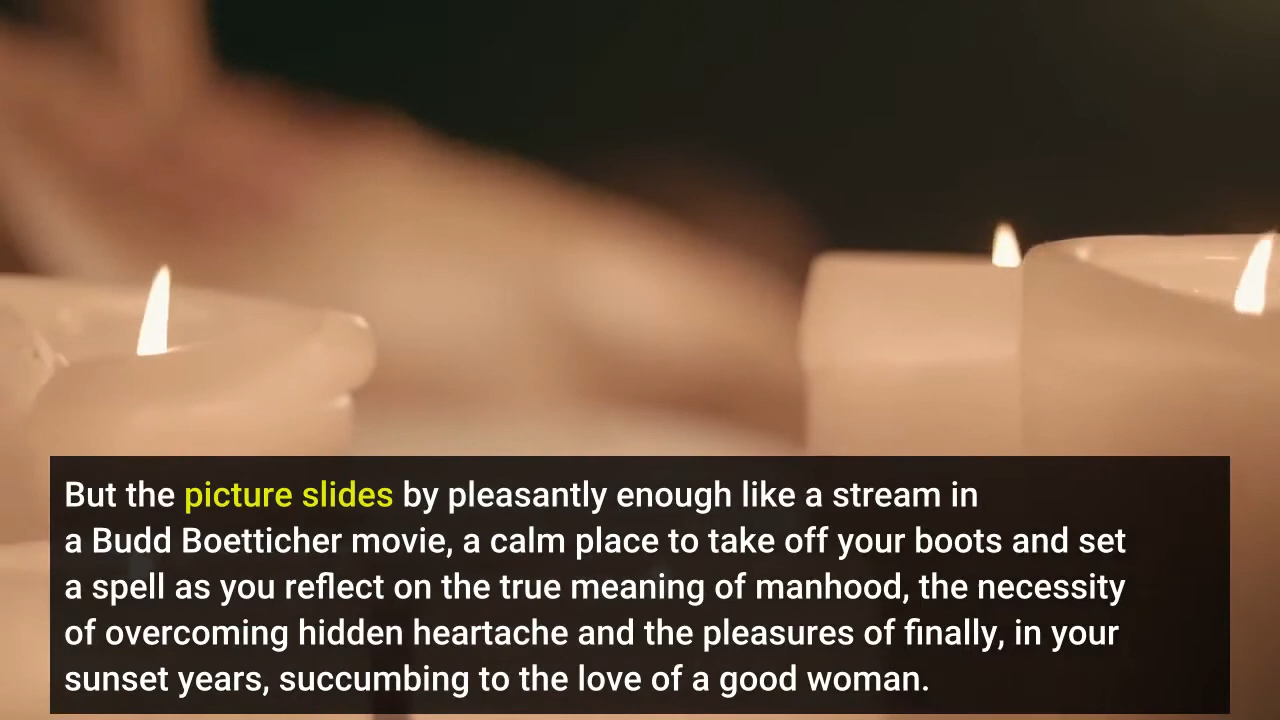 But the picture slides by pleasantly enough like a stream in
a Budd Boetticher movie, a calm place to take off your boots and set
a spell as you reflect on the true meaning of manhood, the necessity
of overcoming hidden heartache and the pleasures of finally, in your
sunset years, succumbing to the love of a good woman.